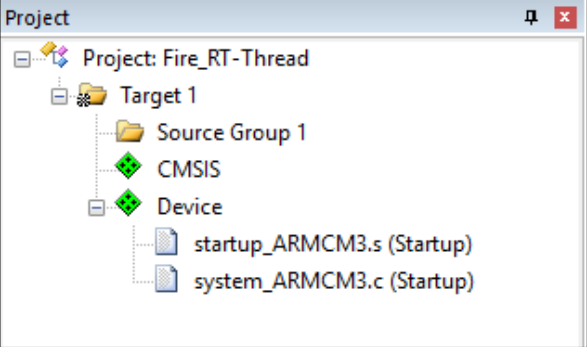 Project
Project: Fire_RT-Thread
Target 1
Source Group 1
CMSIS
Device
startup_ARMCM3.s (Startup)
system_ARMCM3.c (Startup)